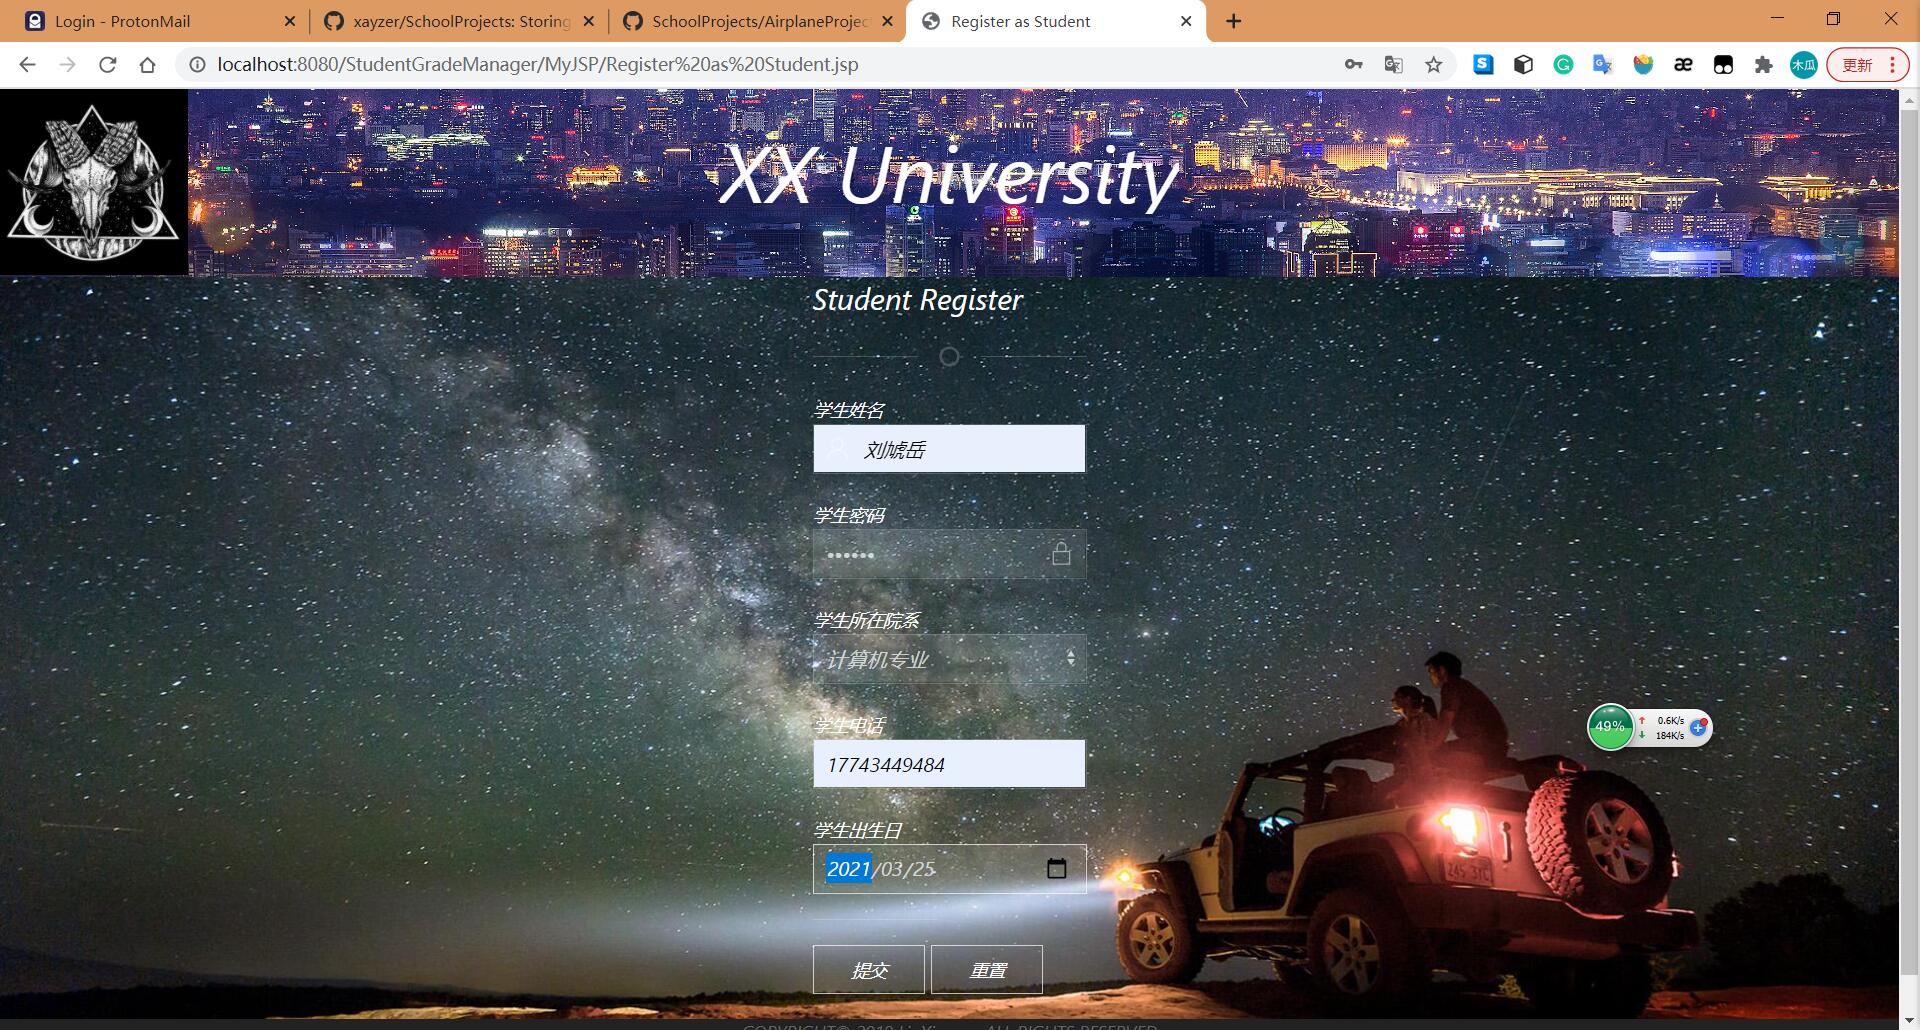 Login - ProtonMail
xayzer/SchoolProjects: Storing
SchoolProjects/AirplaneProjec
Register as Student
localhost:8080/StudentGradeManager/MyJSP/Register%20as%20Student.jsp
木瓜
更新
XX University
Student Register
学生姓名
刘虓岳
学生密码
••••••
学生所在院系
计算机专业
学生电话
17743449484
49%
0.6K/s
184K/s
学生出生日
2021/03/25
提交
重置